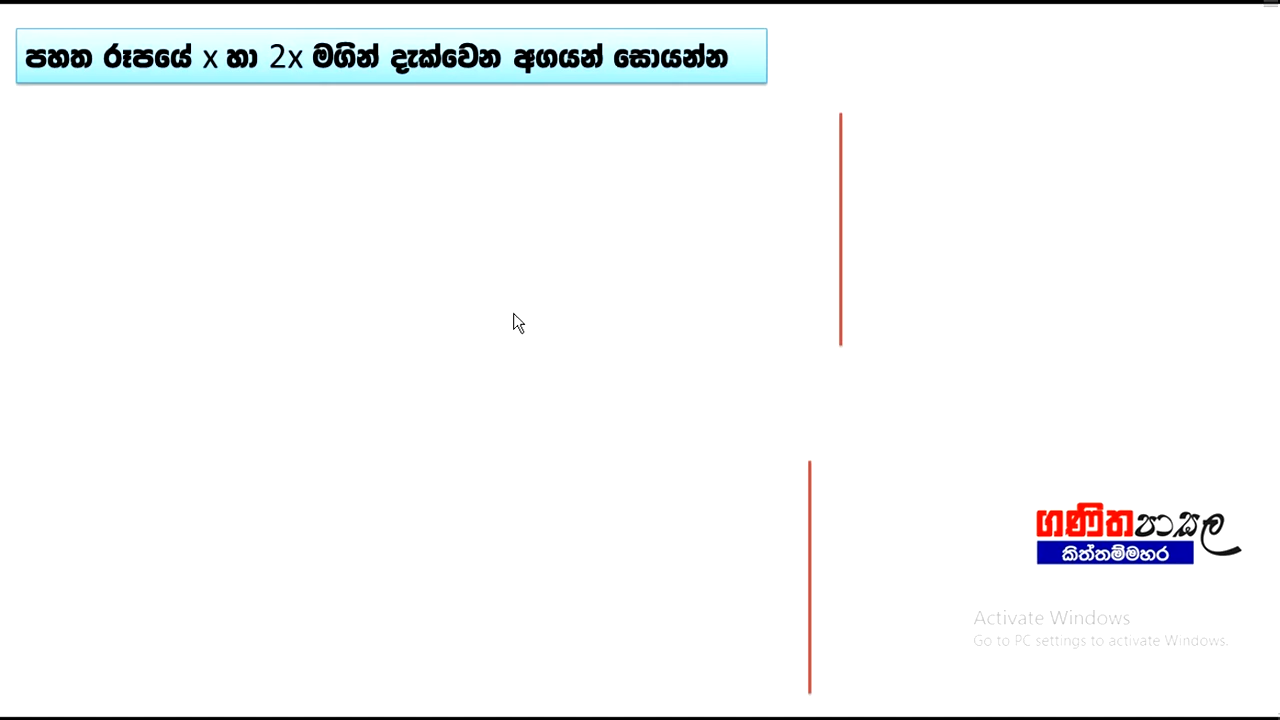 පහත රූපයේ x හා 2x මගින් දැක්වෙන අගයන් සොයන්න
ගණිත පාසල
කිත්තම්මහර
Activate Windows
Go to PC settings to activate Windows.